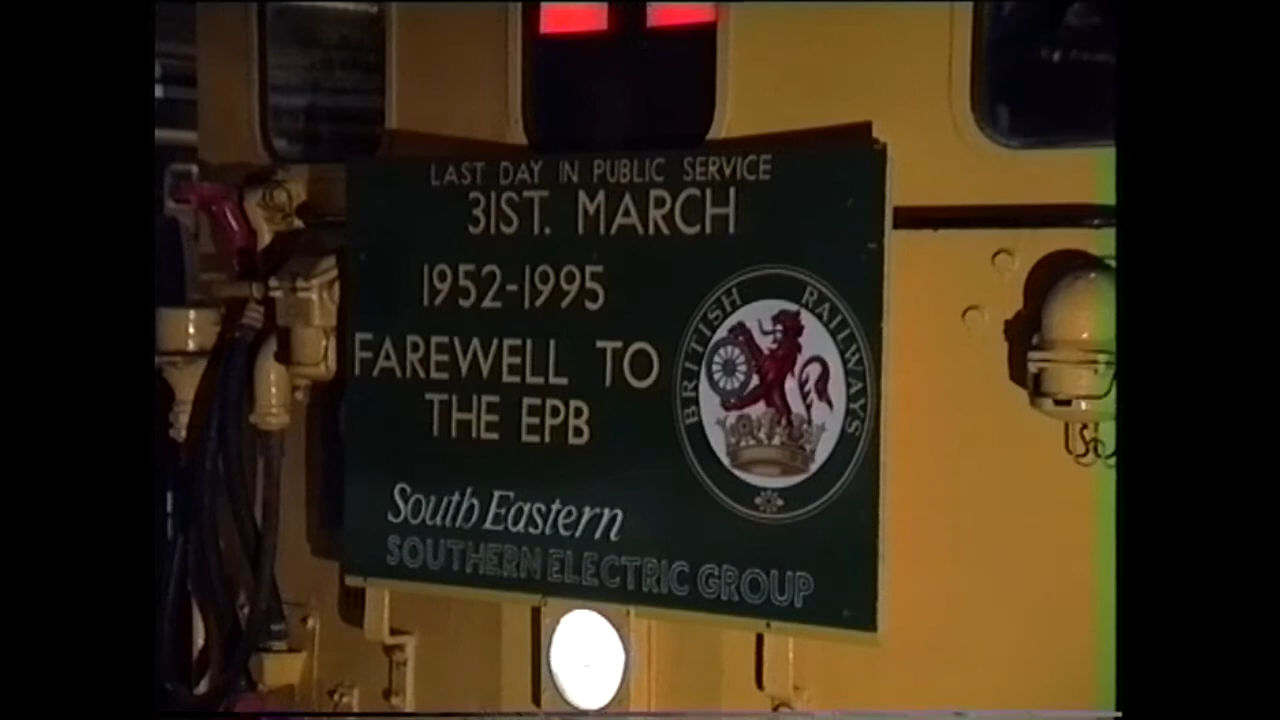 LAST DAY IN PUBLIC SERVICE
31ST. MARCH
1952-1995
FAREWELL TO
THE EPB
BRITISH RAILWAYS
South Eastern
SOUTHERN ELECTRIC GROUP